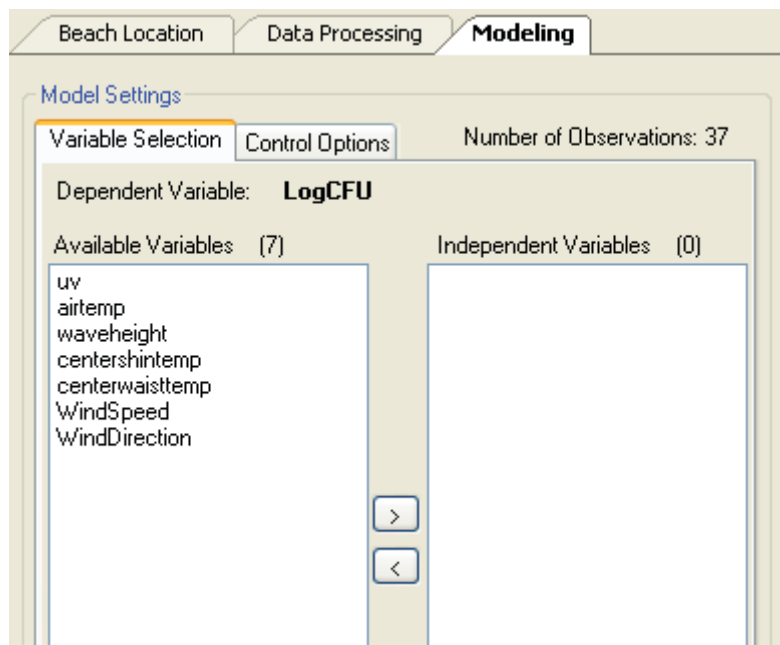 Beach Location Data Processing Modeling
Model Settings
Variable Selection Control Options Number of Observations: 37
Dependent Variable: LogCFU
Available Variables (7) Independent Variables (0)
uv
airtemp
waveheight
centershintemp
centerwaisttemp
WindSpeed
WindDirection
>
<